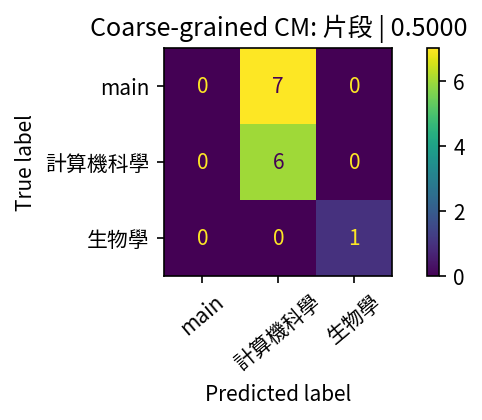 Coarse-grained CM: 片段 | 0.5000
True label
main
計算機科學
生物學
0 7 0
0 6 0
0 0 1
main
計算機科學
生物學
Predicted label
6
4
2
0